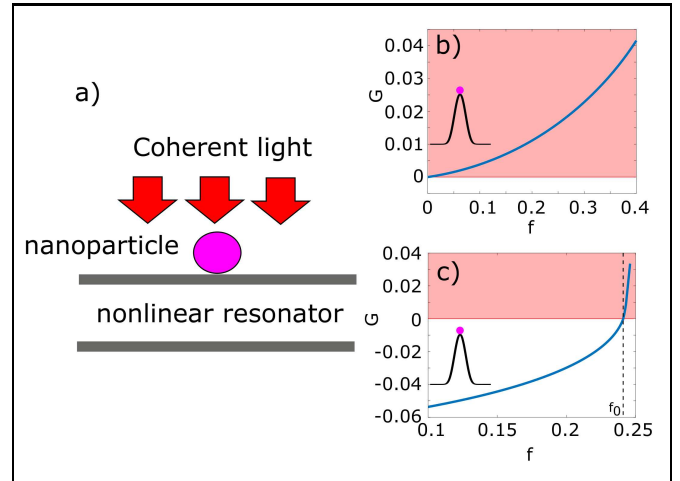 a)
Coherent light
nanoparticle
nonlinear resonator
b)
G
0.04
0.03
0.02
0.01
0
0 0.1 0.2 0.3 0.4
f
c)
G
0.04
0.02
0
-0.02
-0.04
-0.06
f0
0.1 0.15 0.2 0.25
f